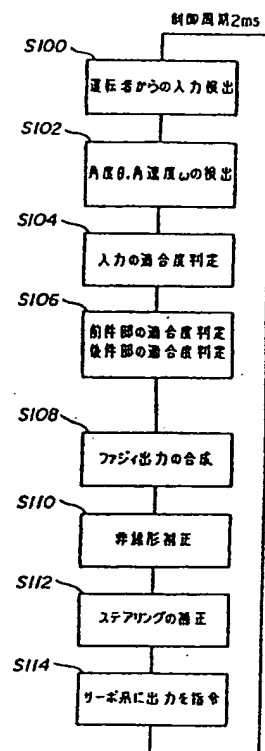 制御周期2ms
S100
運転者からの入力検出
S102
角度θ,角速度ωの検出
S104
入力の適合度判定
S106
前件部の適合度判定
後件部の適合度判定
S108
ファジィ出力の合成
S110
非線形補正
S112
ステアリングの補正
S114
サーボ系に出力を指令